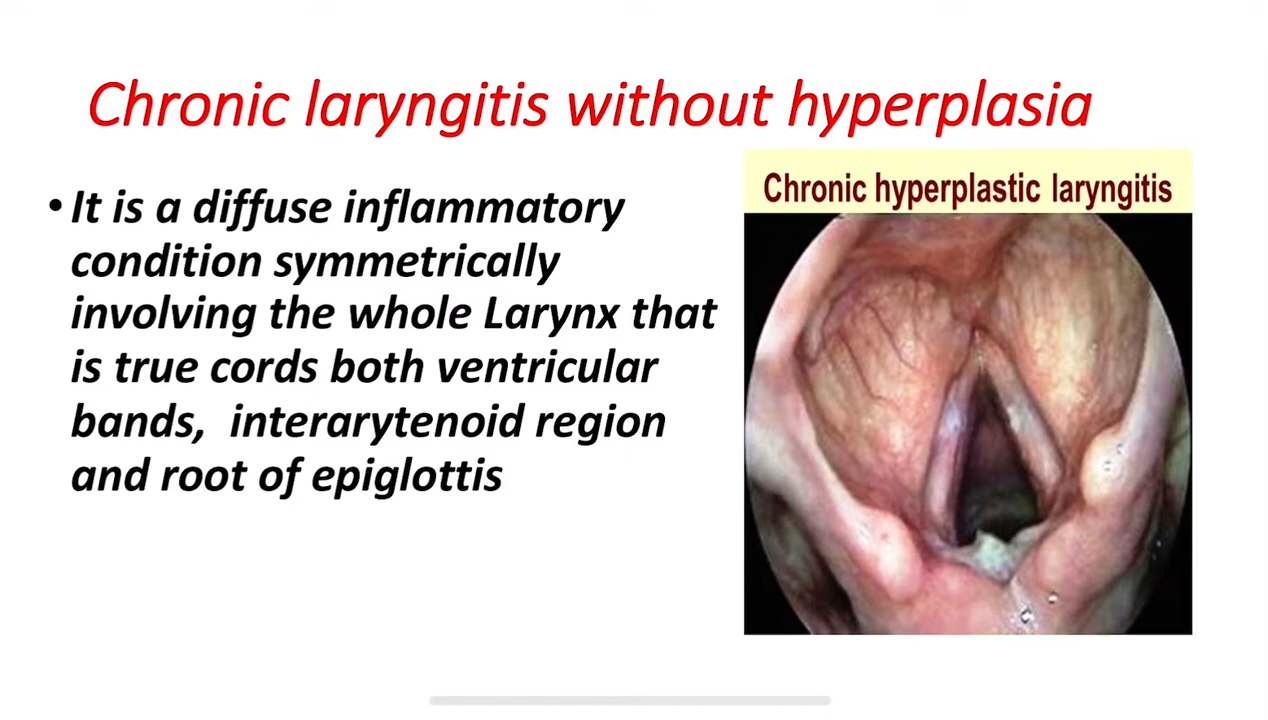 Chronic laryngitis without hyperplasia
• It is a diffuse inflammatory
condition symmetrically
involving the whole Larynx that
is true cords both ventricular
bands, interarytenoid region
and root of epiglottis
Chronic hyperplastic laryngitis